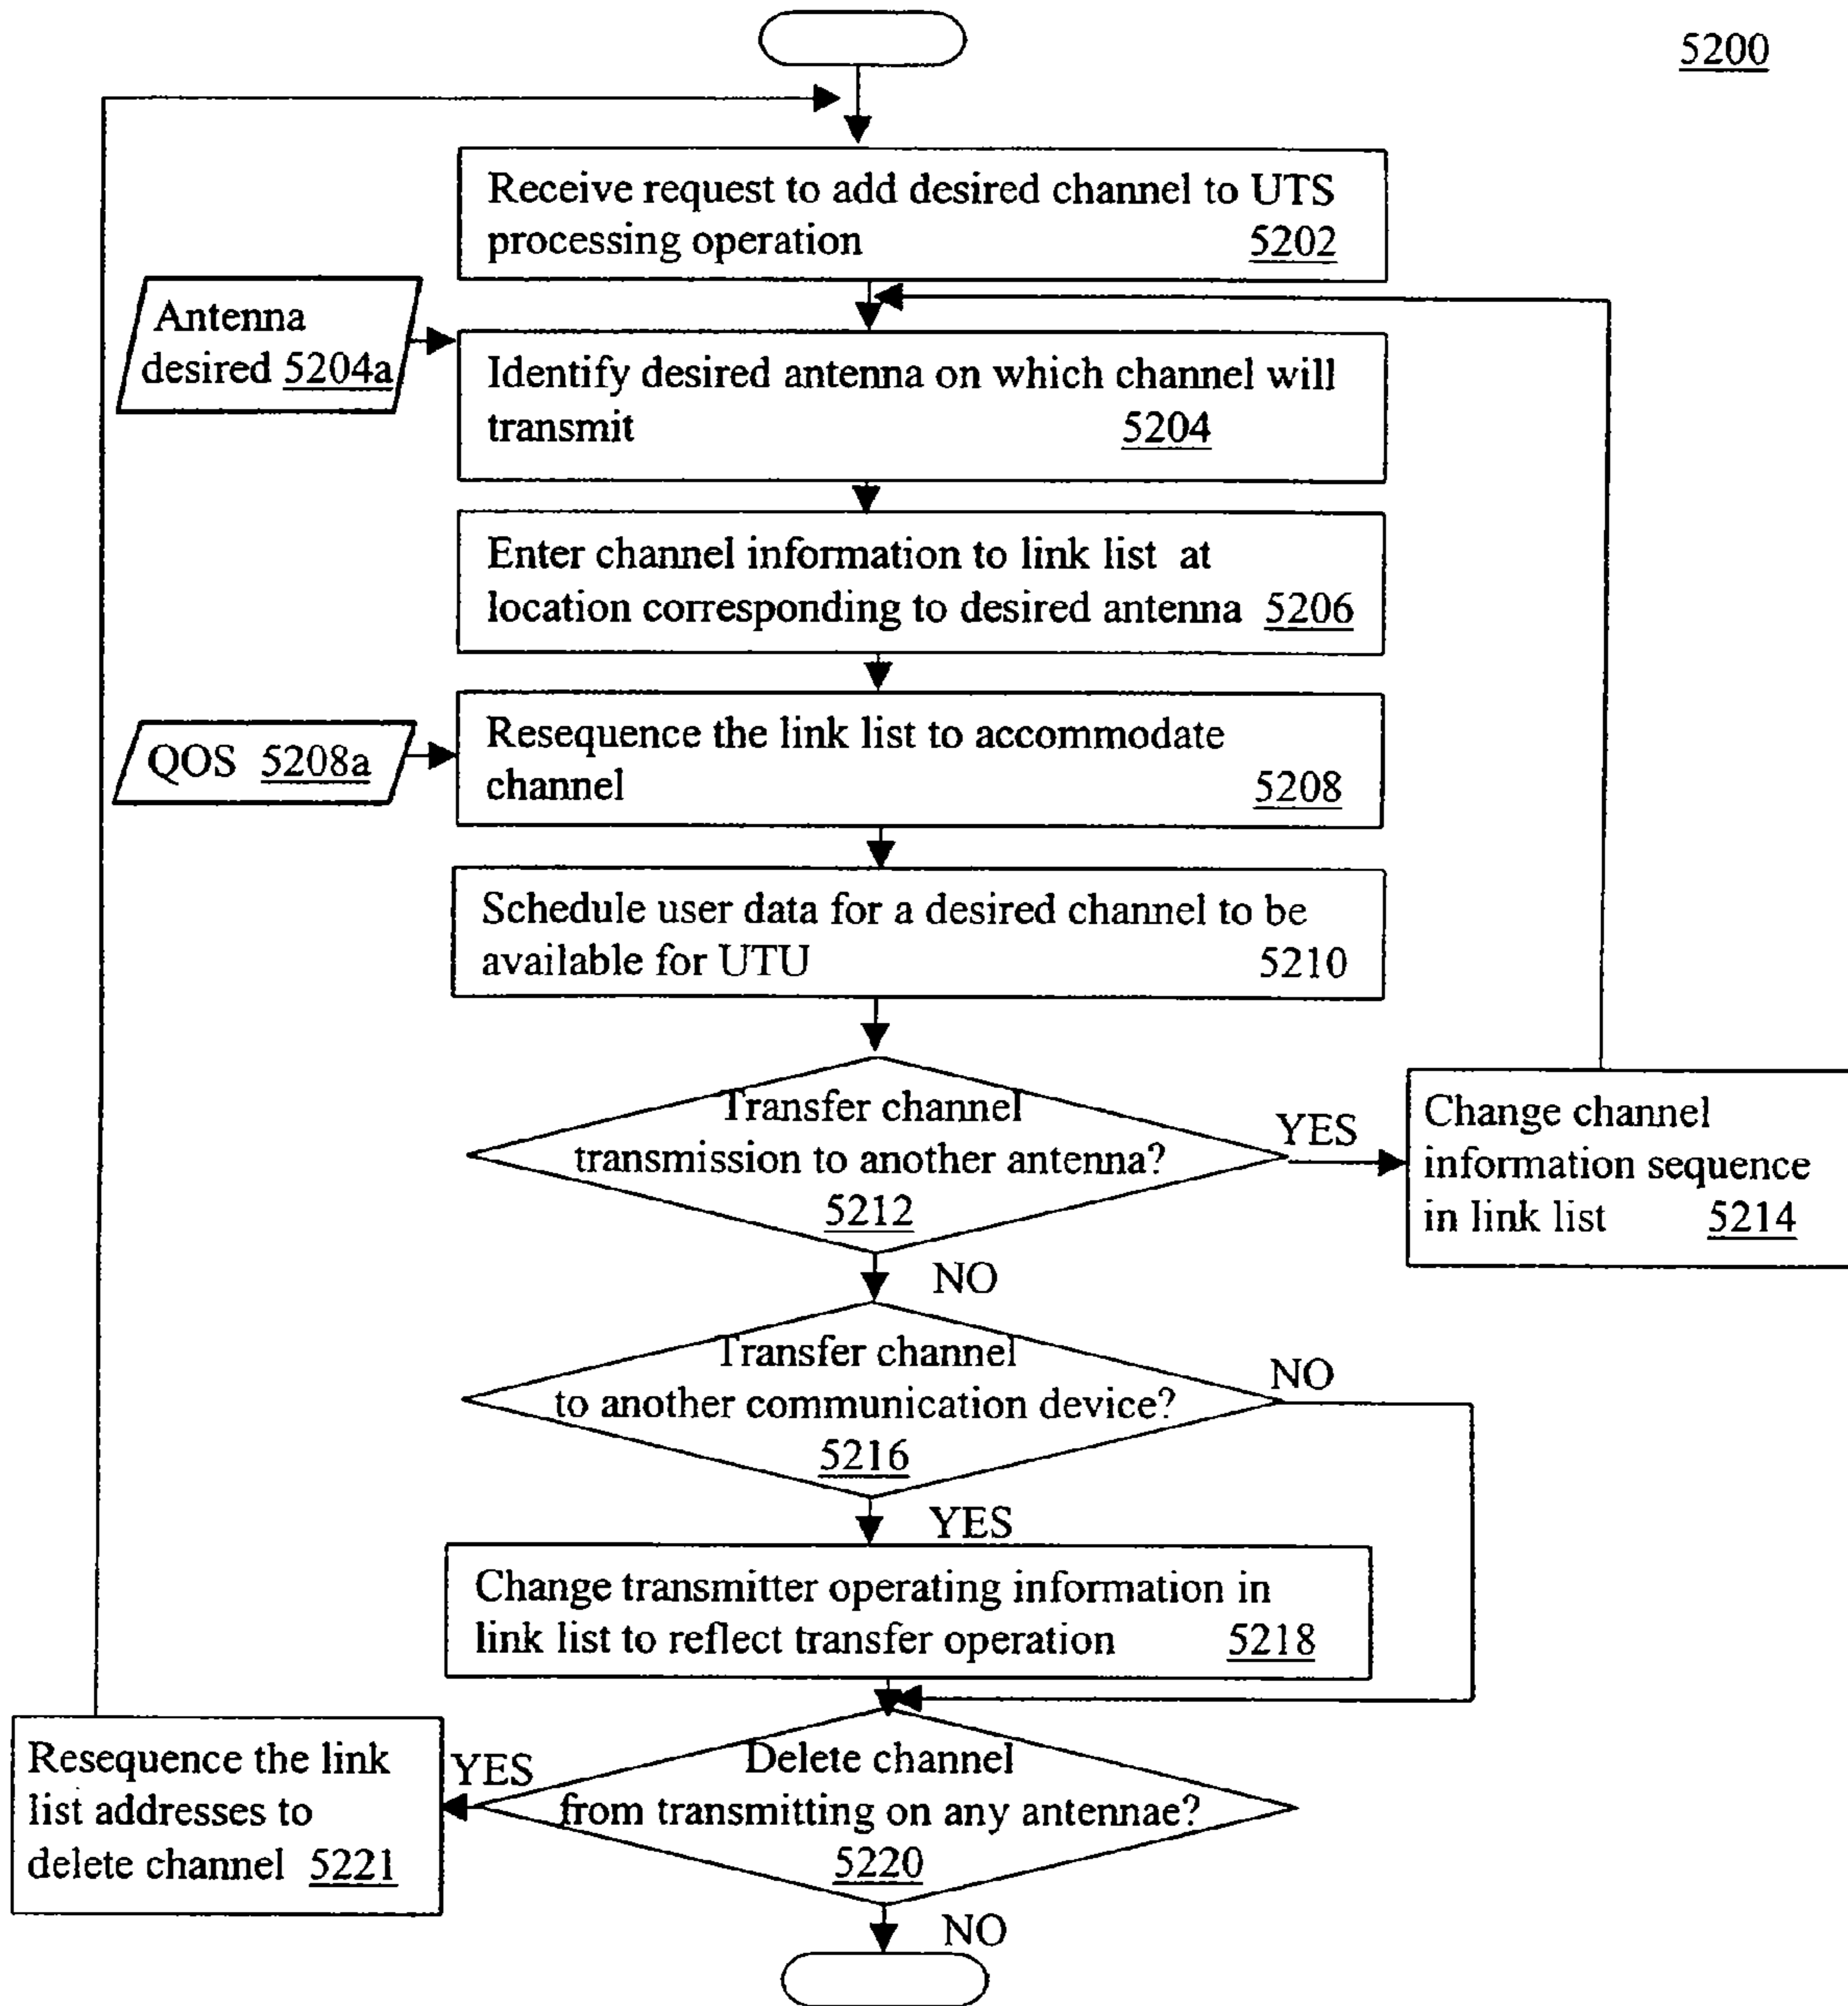 5200
Receive request to add desired channel to UTS
processing operation 5202
Antenna
desired 5204a
Identify desired antenna on which channel will
transmit 5204
Enter channel information to link list at
location corresponding to desired antenna 5206
QOS 5208a
Resequence the link list to accommodate
channel 5208
Schedule user data for a desired channel to be
available for UTU 5210
Transfer channel
transmission to another antenna?
5212
YES
Change channel
information sequence
in link list 5214
NO
Transfer channel
to another communication device?
5216
NO
YES
Change transmitter operating information in
link list to reflect transfer operation 5218
Resequence the link
list addresses to
delete channel 5221
YES
Delete channel
from transmitting on any antennae?
5220
NO